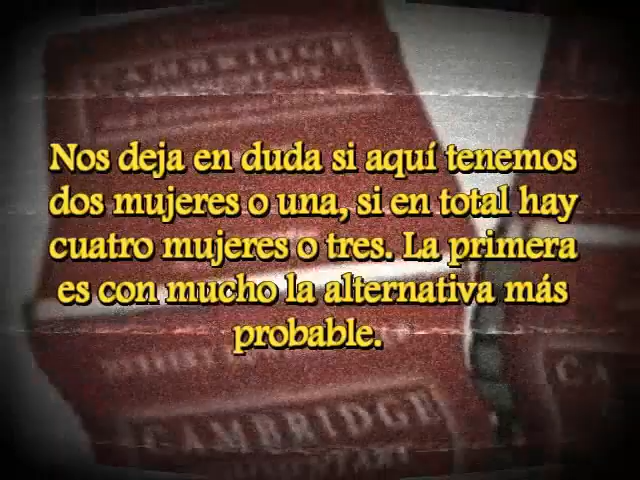 CAMBRIDGE
Nos deja en duda si aquí tenemos
dos mujeres o una, si en total hay
cuatro mujeres o tres. La primera
es con mucho la alternativa más
probable.
CAMBRIDGE
CA